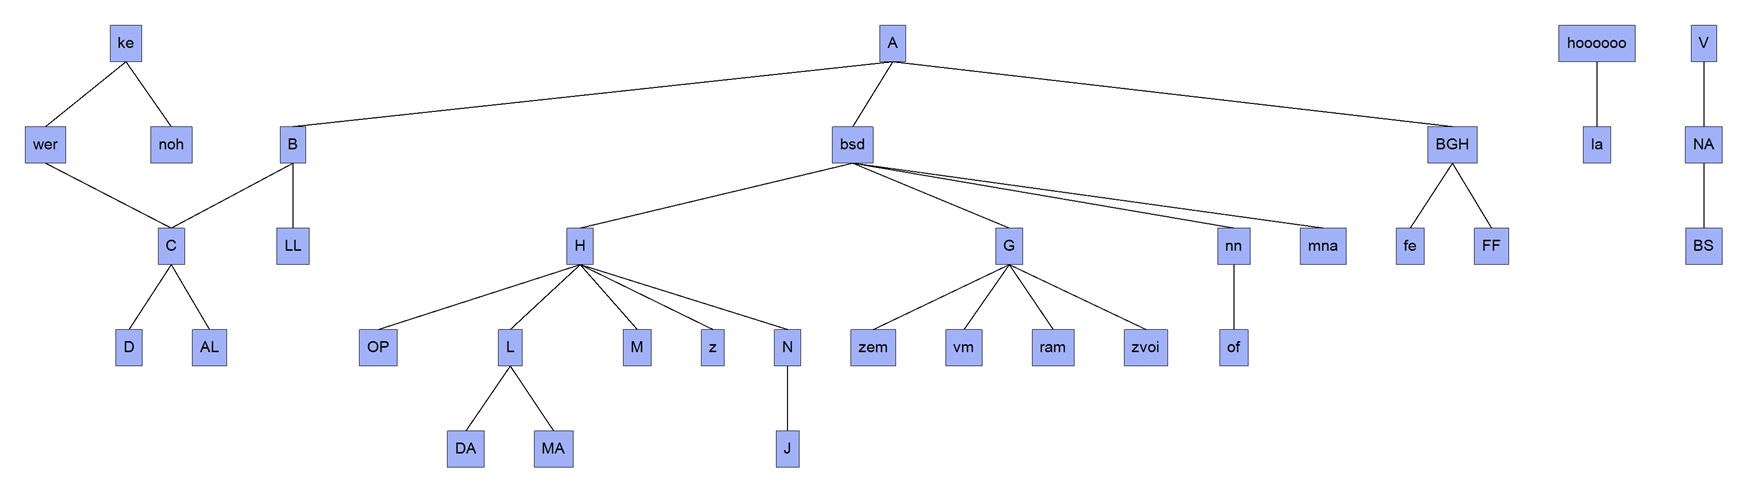 ke
A
hoooooo
V
wer
noh
B
bsd
BGH
la
NA
C
LL
H
G
nn
mna
fe
FF
BS
D
AL
OP
L
M
z
N
zem
vm
ram
zvoi
of
DA
MA
J